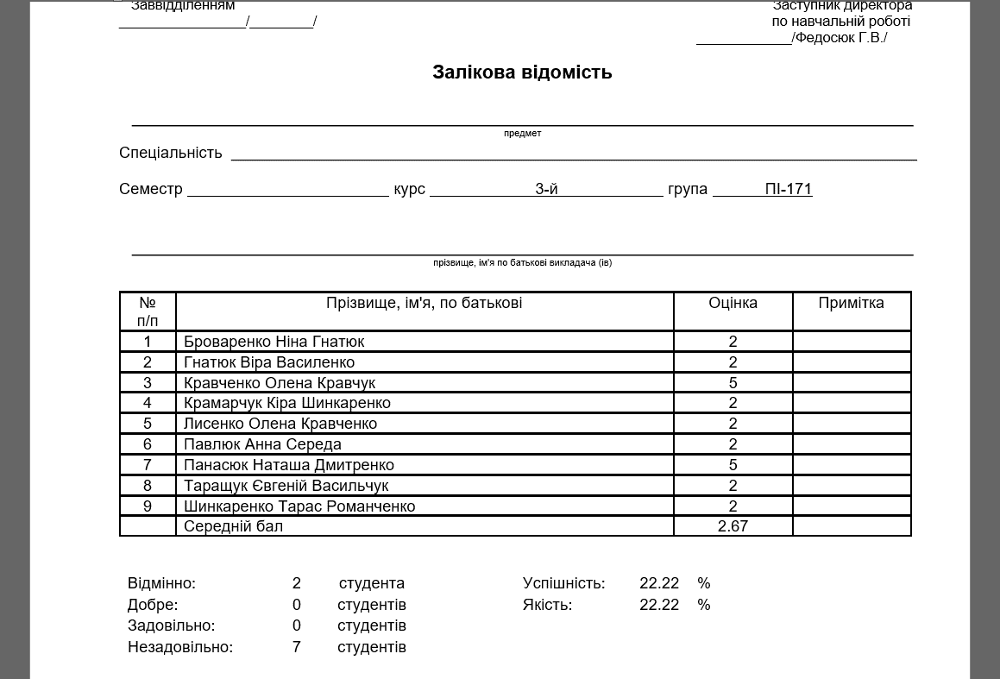 Заввідділенням Заступник директора
________________/________/ по навчальній роботі
____________/Федосюк Г.В./
Залікова відомість
предмет
Спеціальність
Семестр курс 3-й група ПІ-171
прізвище, ім'я по батькові викладача (ів)
№ п/п Прізвище, ім'я, по батькові Оцінка Примітка
1 Броваренко Ніна Гнатюк 2
2 Гнатюк Віра Василенко 2
3 Кравченко Олена Кравчук 5
4 Крамарчук Кіра Шинкаренко 2
5 Лисенко Олена Кравченко 2
6 Павлюк Анна Середа 2
7 Панасюк Наташа Дмитренко 5
8 Таращук Євгеній Васильчук 2
9 Шинкаренко Тарас Романченко 2
Середній бал 2.67
Відмінно: 2 студента Успішність: 22.22 %
Добре: 0 студентів Якість: 22.22 %
Задовільно: 0 студентів
Незадовільно: 7 студентів